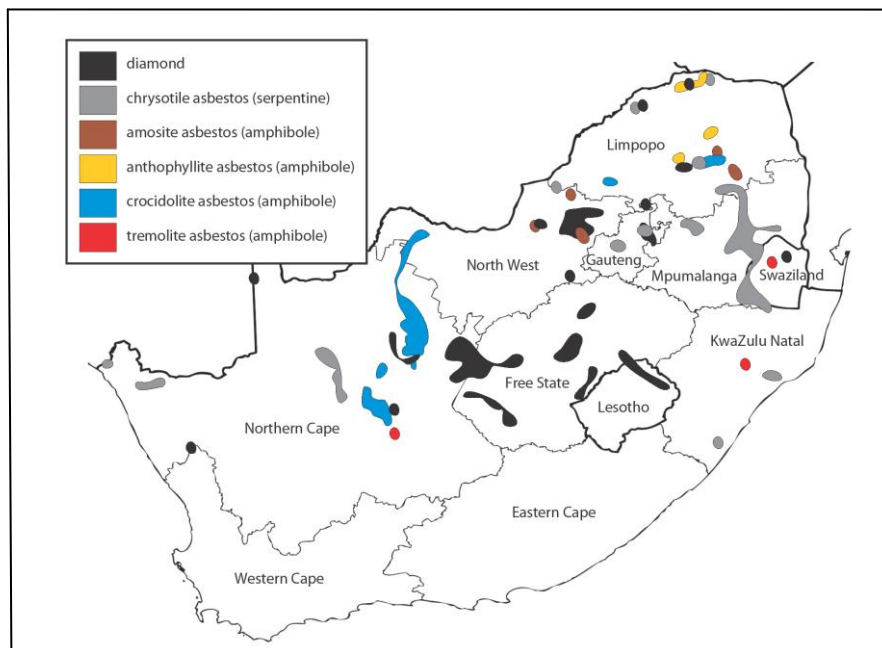 diamond
chrysotile asbestos (serpentine)
amosite asbestos (amphibole)
anthophyllite asbestos (amphibole)
crocidolite asbestos (amphibole)
tremolite asbestos (amphibole)
Limpopo
North West
Gauteng
Mpumalanga
Swaziland
KwaZulu Natal
Free State
Lesotho
Northern Cape
Eastern Cape
Western Cape